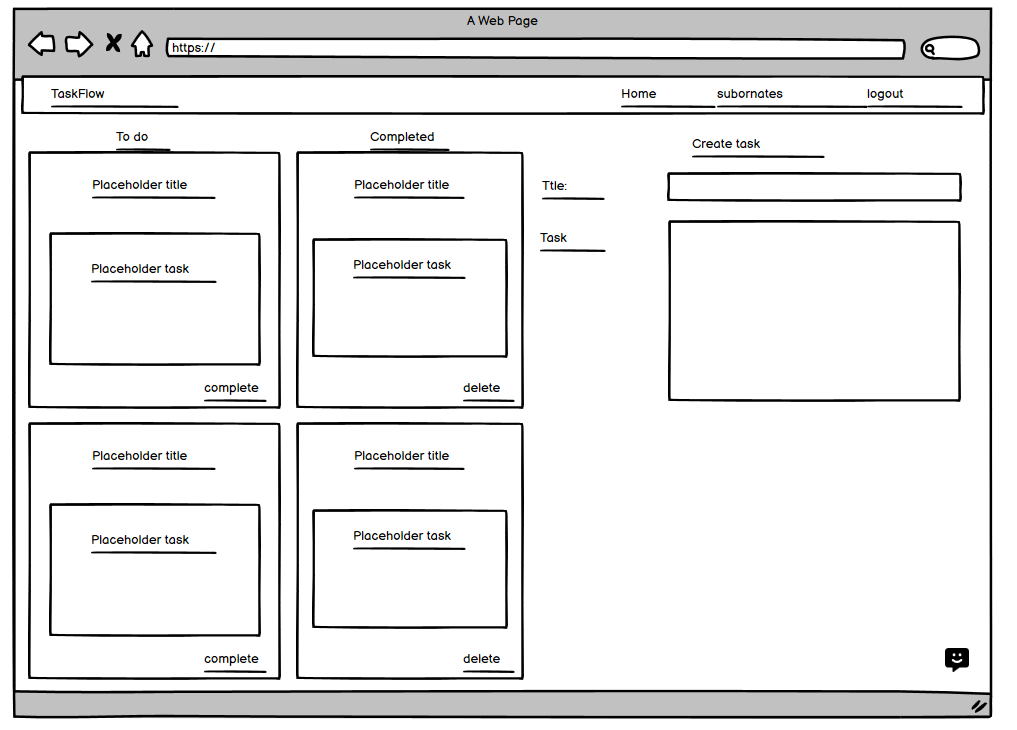 A Web Page
https://
TaskFlow
Home
subornates
logout
To do
Completed
Create task
Placeholder title
Placeholder title
Ttle:
Task
Placeholder task
Placeholder task
complete
delete
Placeholder title
Placeholder title
Placeholder task
Placeholder task
complete
delete